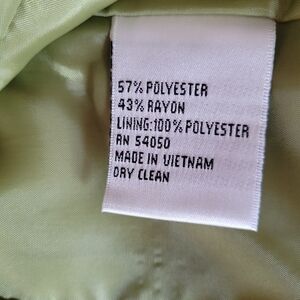 57% POLYESTER
43% RAYON
LINING:100% POLYESTER
RN 54050
MADE IN VIETNAM
DRY CLEAN